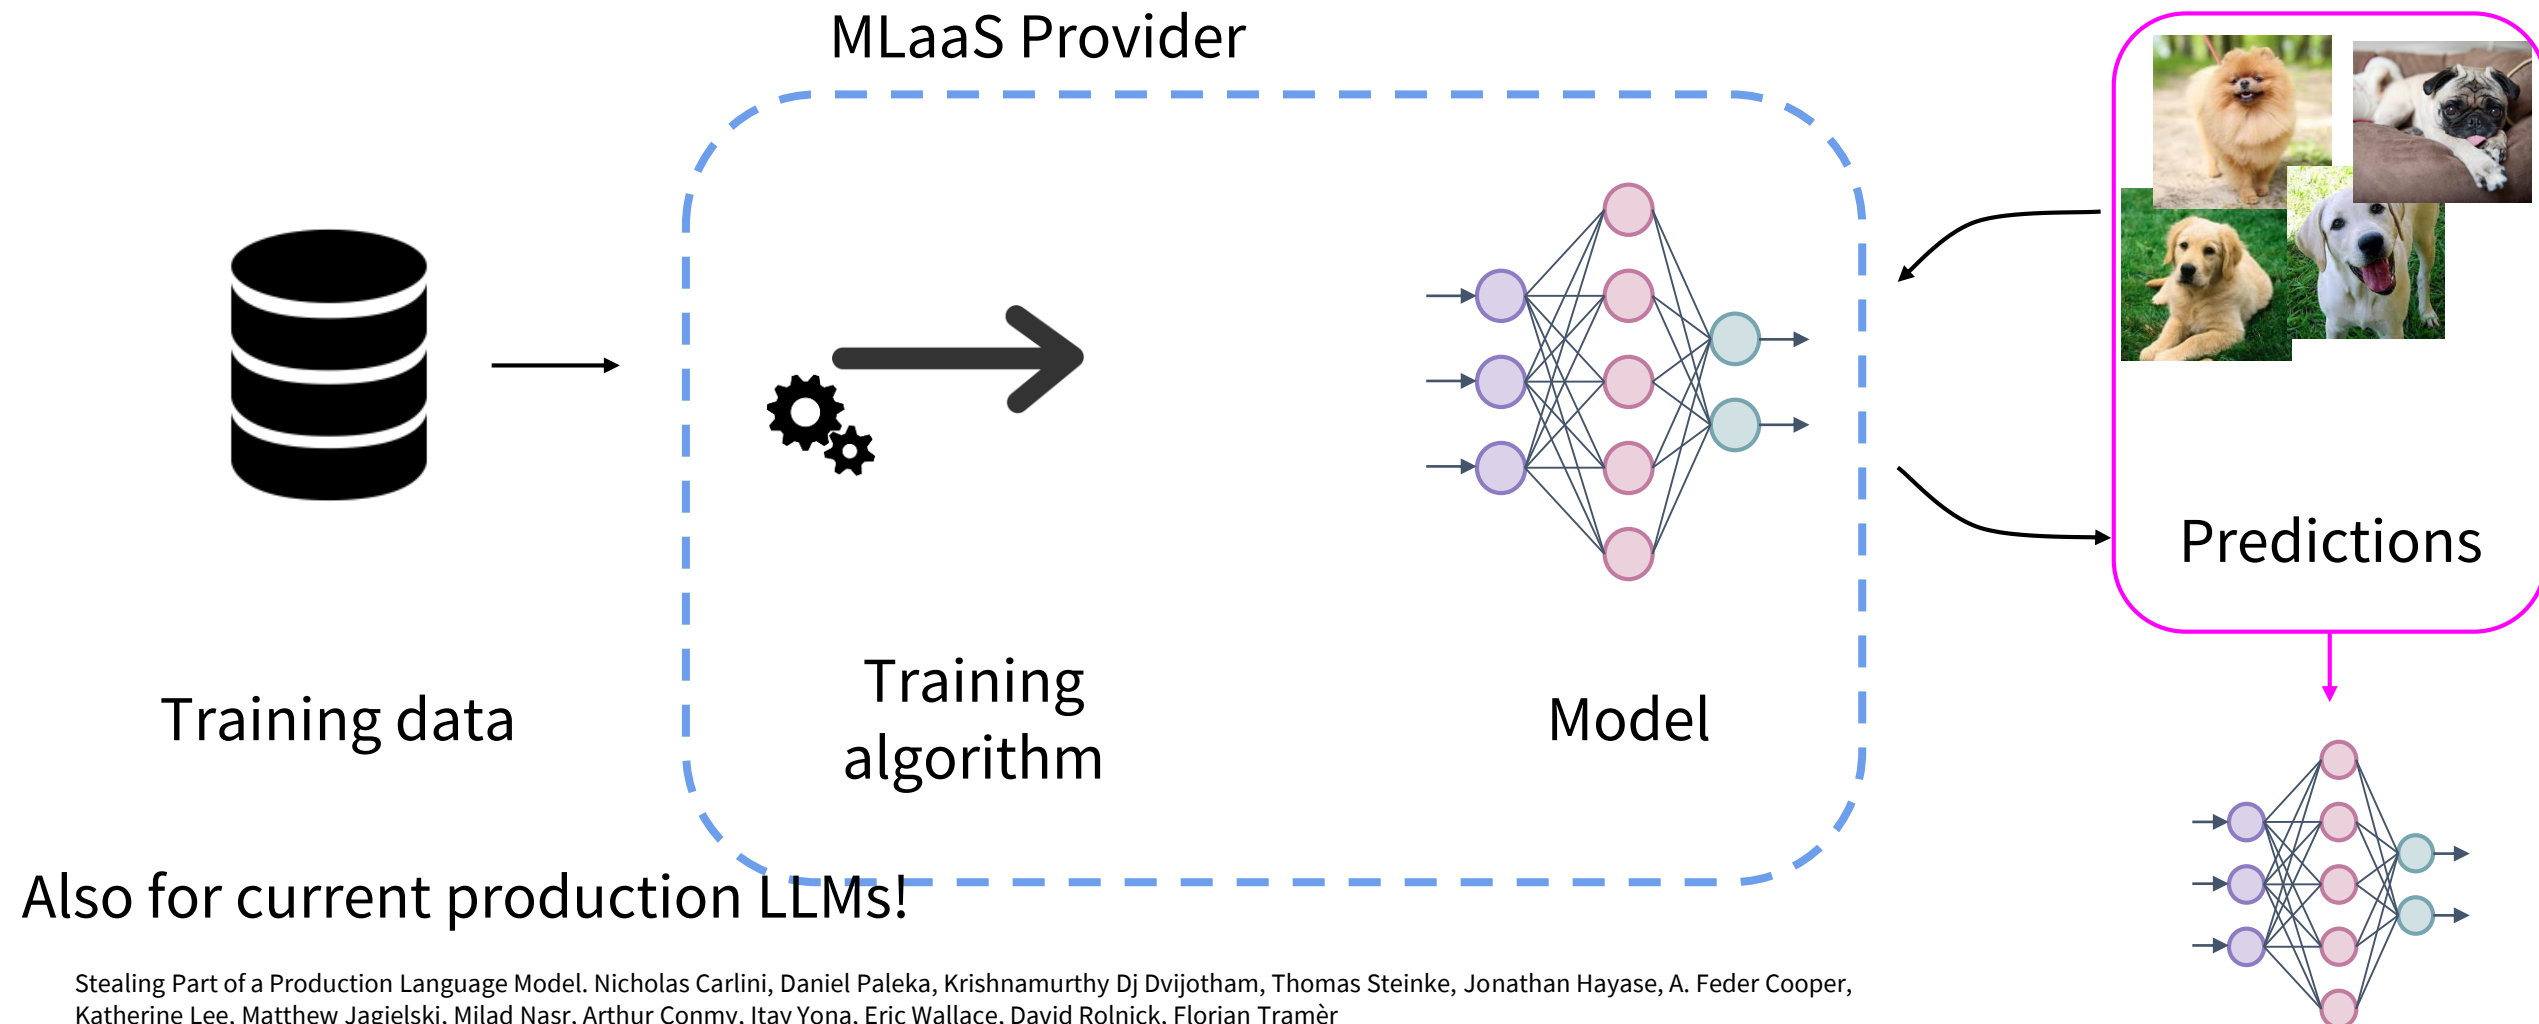 MLaaS Provider
Predictions
Training data
Training
algorithm
Model
Also for current production LLMs!
Stealing Part of a Production Language Model. Nicholas Carlini, Daniel Paleka, Krishnamurthy Dj Dvijotham, Thomas Steinke, Jonathan Hayase, A. Feder Cooper,
Katherine Lee, Matthew Jagielski, Milad Nasr, Arthur Conmy, Itay Yona, Eric Wallace, David Rolnick, Florian Tramèr